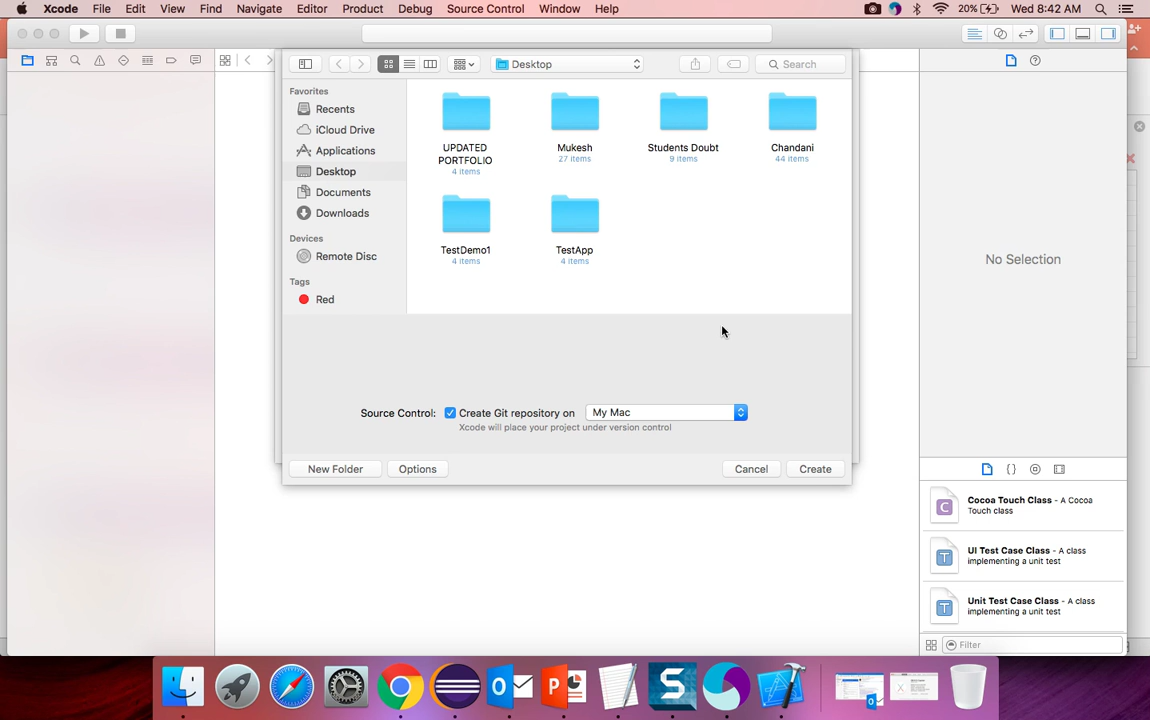 Xcode File Edit View Find Navigate Editor Product Debug Source Control Window Help 20% Wed 8:42 AM
Desktop
Search
Favorites
Recents
iCloud Drive
Applications
Desktop
Documents
Downloads
Devices
Remote Disc
Tags
Red
UPDATED
PORTFOLIO
4 items
Mukesh
27 items
Students Doubt
9 items
Chandani
44 items
TestDemo1
4 items
TestApp
4 items
Source Control: Create Git repository on My Mac
Xcode will place your project under version control
New Folder Options Cancel Create
No Selection
Cocoa Touch Class - A Cocoa
Touch class
UI Test Case Class - A class
implementing a unit test
Unit Test Case Class - A class
implementing a unit test
Filter